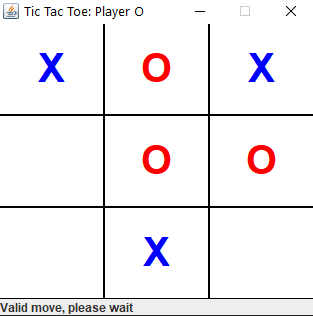 Tic Tac Toe: Player O
X O X
O O
X
Valid move, please wait